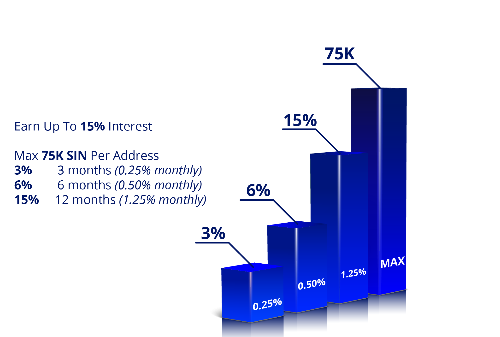 Earn Up To 15% Interest
Max 75K SIN Per Address
3% 3 months (0.25% monthly)
6% 6 months (0.50% monthly)
15% 12 months (1.25% monthly)
75K
15%
6%
3%
0.25%
0.50%
1.25%
MAX